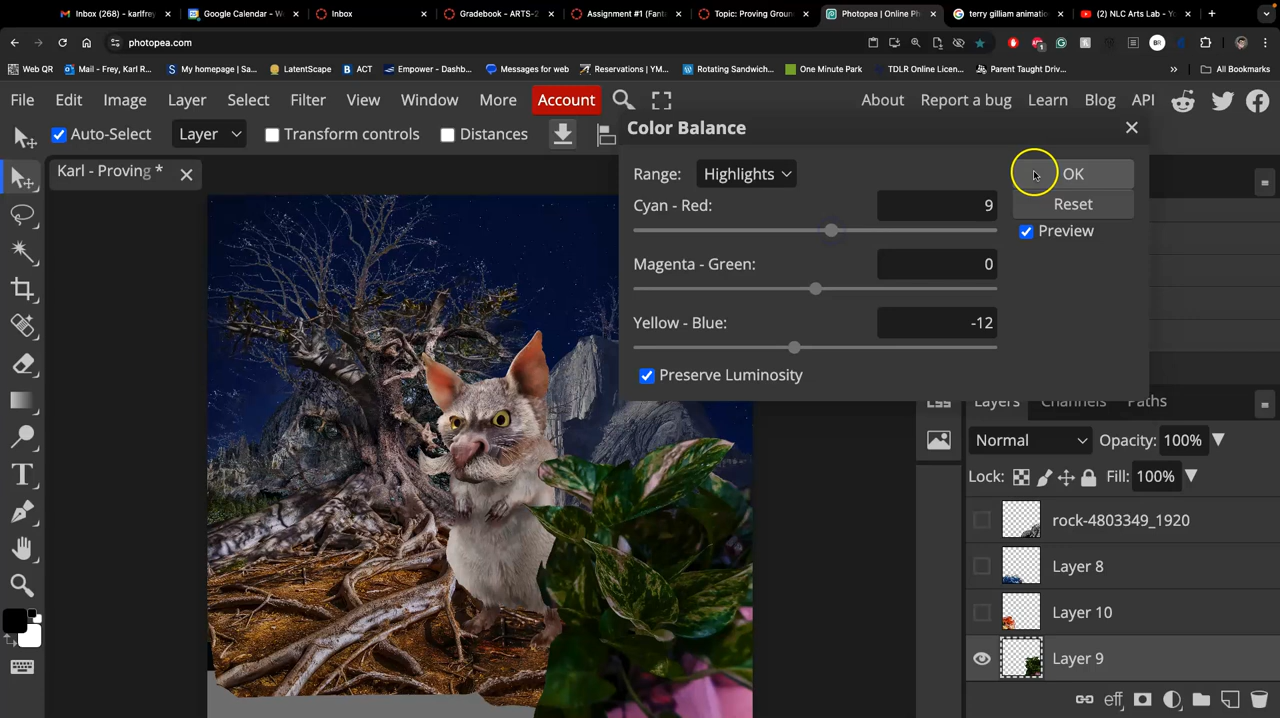 Inbox (268) - karlfrey
Google Calendar - We
Inbox
Gradebook - ARTS-2
Assignment #1 (Fant
Topic: Proving Groun
Photopea | Online Ph
terry gilliam animatio
(2) NLC Arts Lab - Yo
photopea.com
Web QR
Mail - Frey, Karl R...
My homepage | Sa...
LatentScape
ACT
Empower - Dashb...
Messages for web
Reservations | YM...
Rotating Sandwich...
One Minute Park
TDLR Online Licen...
Parent Taught Driv...
»
All Bookmarks
File
Edit
Image
Layer
Select
Filter
View
Window
More
Account
About
Report a bug
Learn
Blog
API
Auto-Select
Layer
Transform controls
Distances
Color Balance
Karl - Proving *
Range:
Highlights
OK
Cyan - Red:
9
Reset
Preview
Magenta - Green:
0
Yellow - Blue:
-12
Preserve Luminosity
CSS
Layers
Channels
Paths
Normal
Opacity:
100%
Lock:
Fill:
100%
rock-4803349_1920
Layer 8
Layer 10
Layer 9
eff